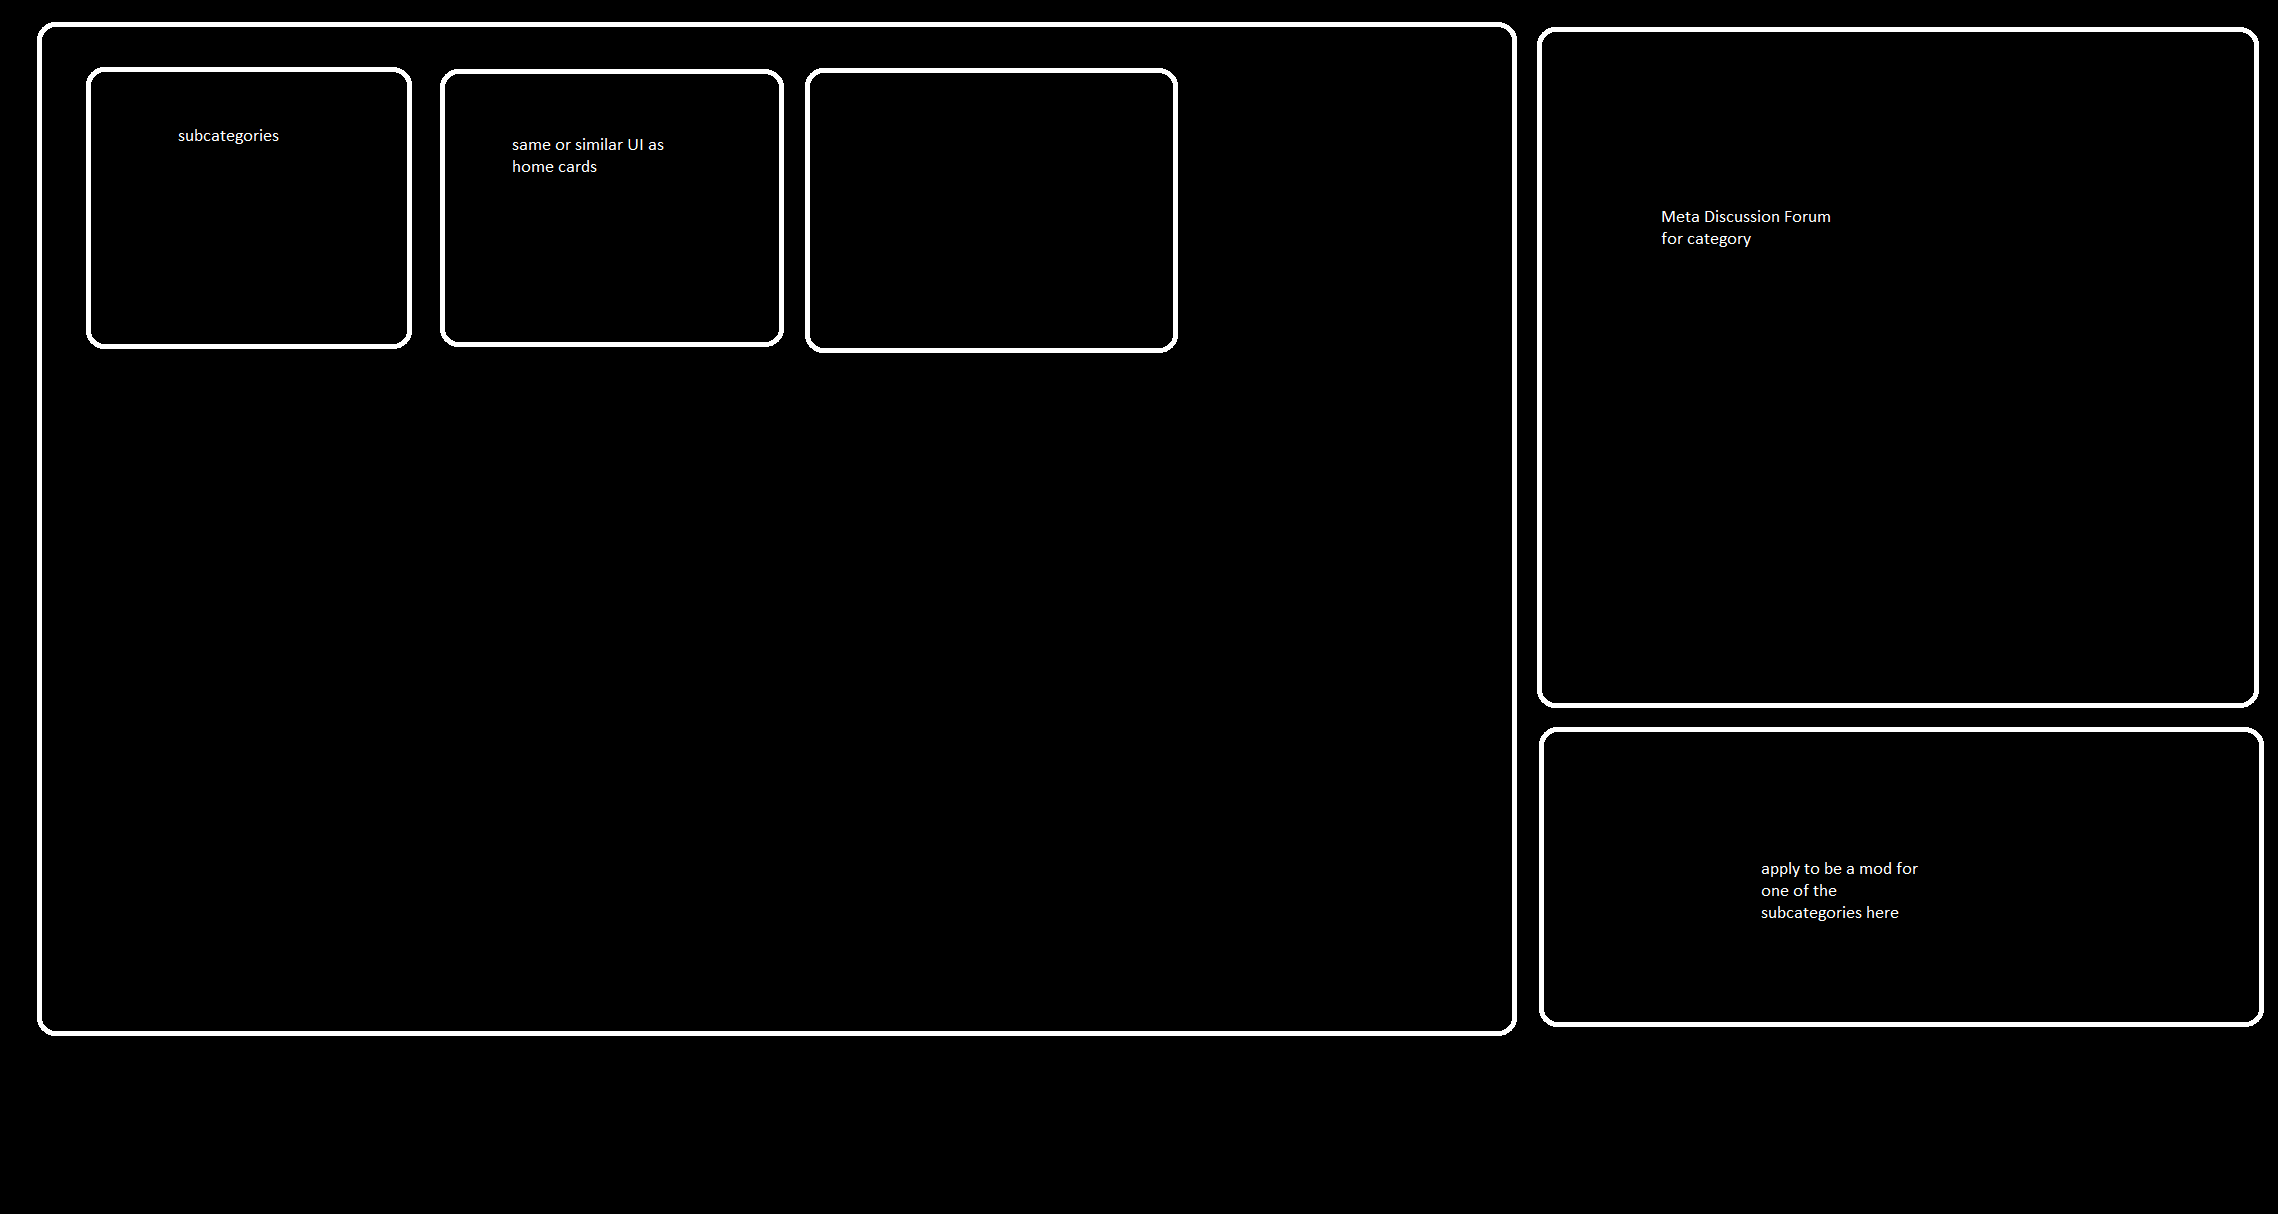 subcategories
same or similar UI as
home cards
Meta Discussion Forum
for category
apply to be a mod for
one of the
subcategories here